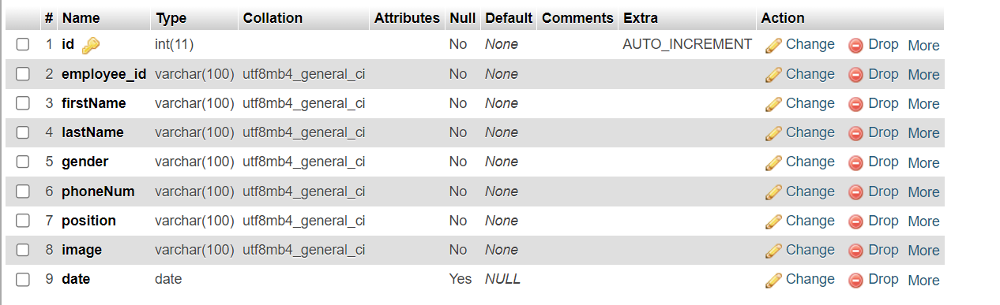 # Name Type Collation Attributes Null Default Comments Extra Action
1 id int(11) No None AUTO_INCREMENT Change Drop More
2 employee_id varchar(100) utf8mb4_general_ci No None Change Drop More
3 firstName varchar(100) utf8mb4_general_ci No None Change Drop More
4 lastName varchar(100) utf8mb4_general_ci No None Change Drop More
5 gender varchar(100) utf8mb4_general_ci No None Change Drop More
6 phoneNum varchar(100) utf8mb4_general_ci No None Change Drop More
7 position varchar(100) utf8mb4_general_ci No None Change Drop More
8 image varchar(100) utf8mb4_general_ci No None Change Drop More
9 date date Yes NULL Change Drop More